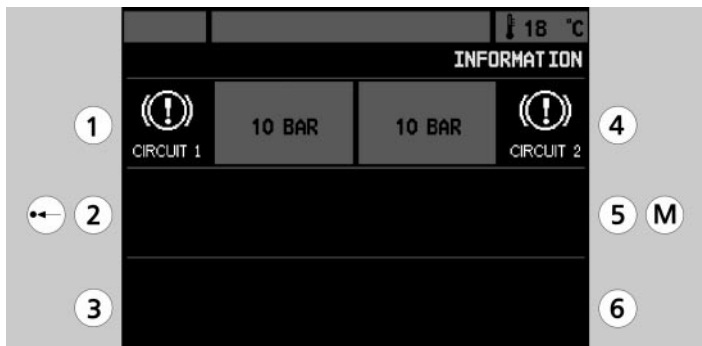 18 °C
INFORMATION
1 CIRCUIT 1 10 BAR 10 BAR CIRCUIT 2 4
2 5 M
3 6